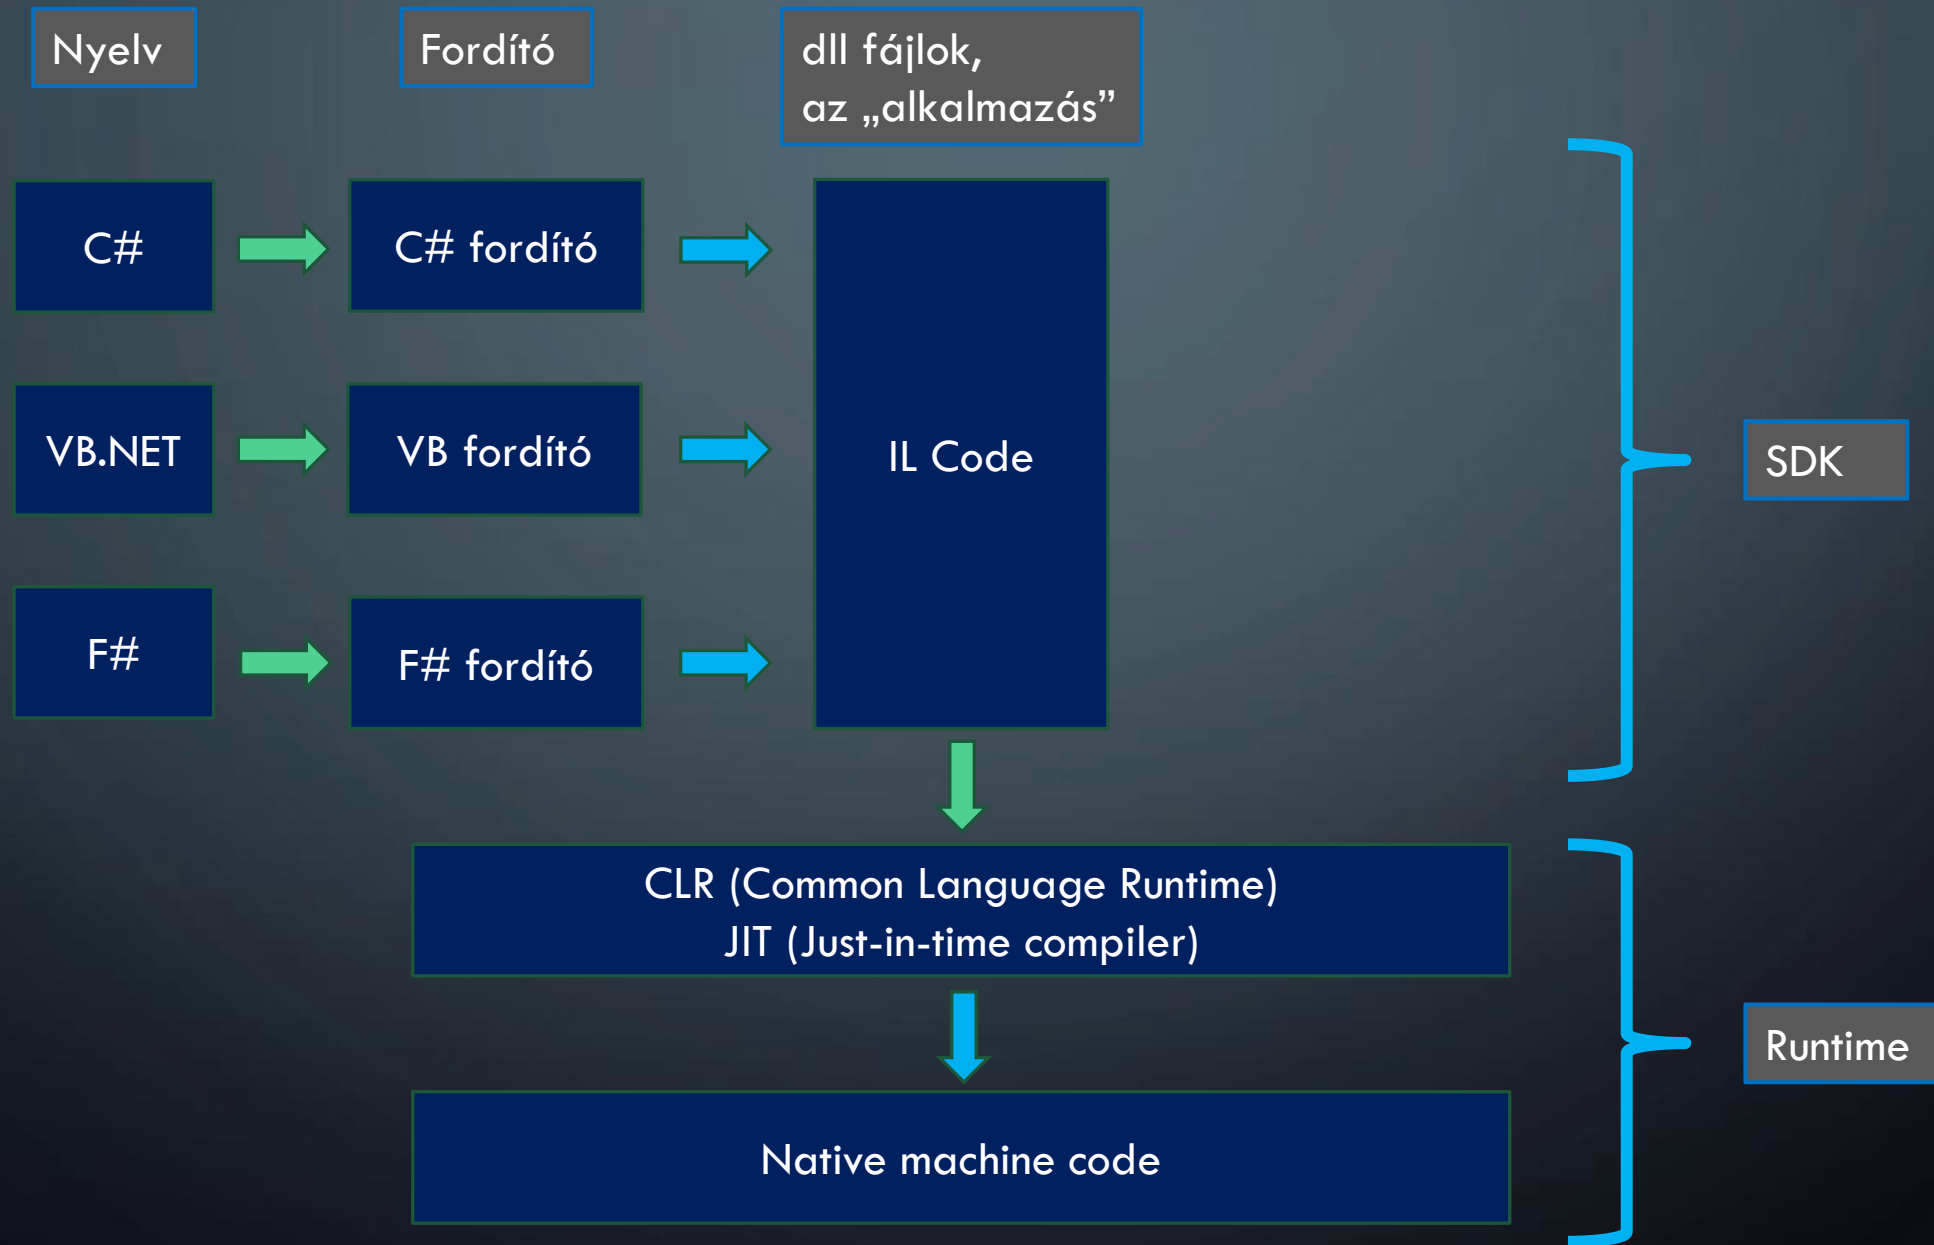 Nyelv
Fordító
dll fájlok,
az „alkalmazás”
C#
C# fordító
VB.NET
VB fordító
IL Code
SDK
F#
F# fordító
CLR (Common Language Runtime)
JIT (Just-in-time compiler)
Runtime
Native machine code